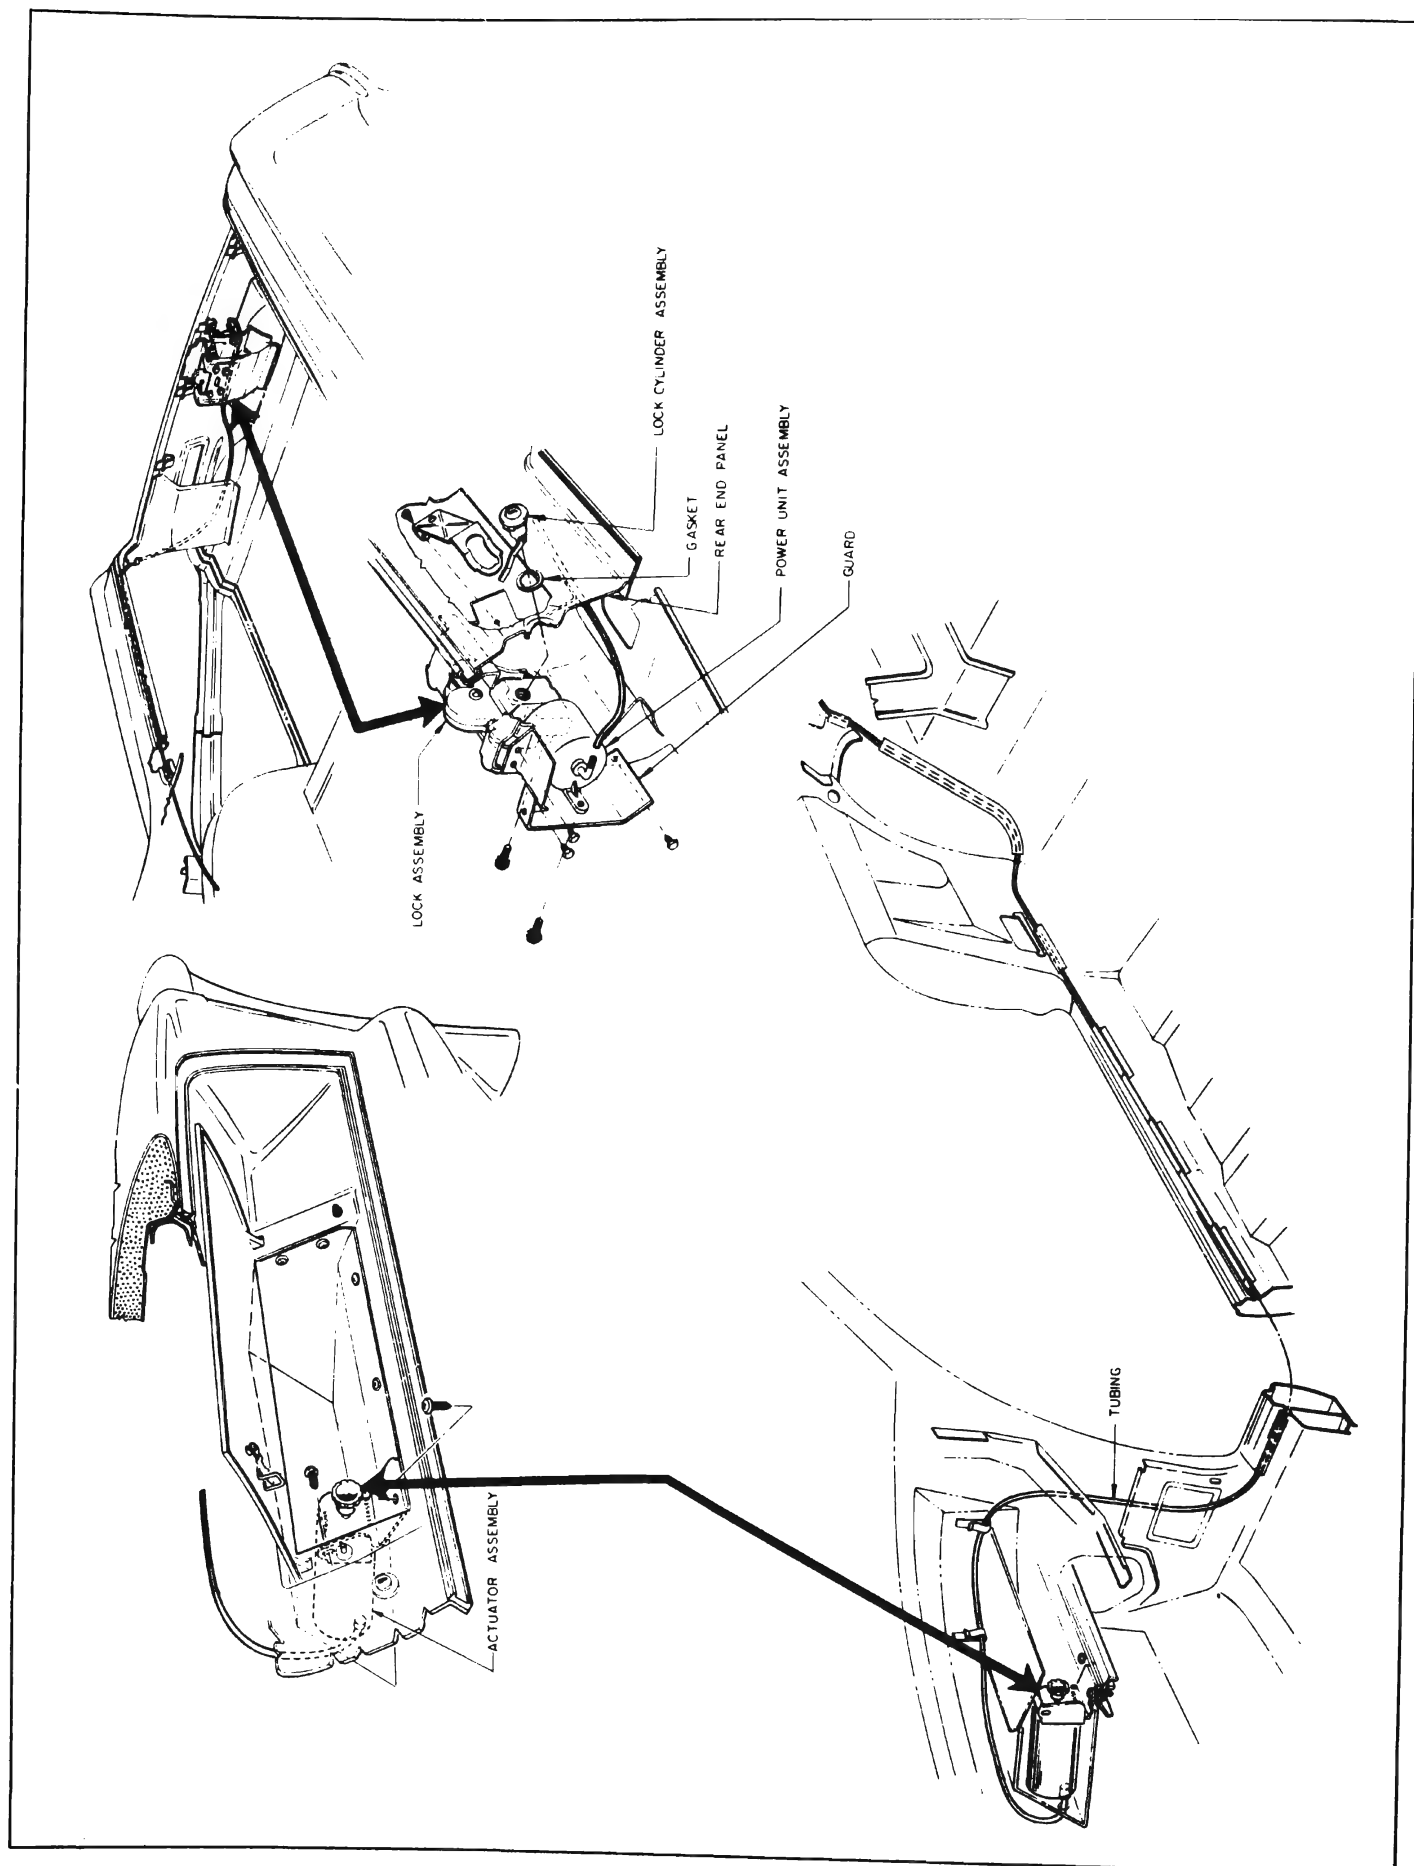 LOCK CYLINDER ASSEMBLY
GASKET
REAR END PANEL
POWER UNIT ASSEMBLY
GUARD
LOCK ASSEMBLY
ACTUATOR ASSEMBLY
TUBING